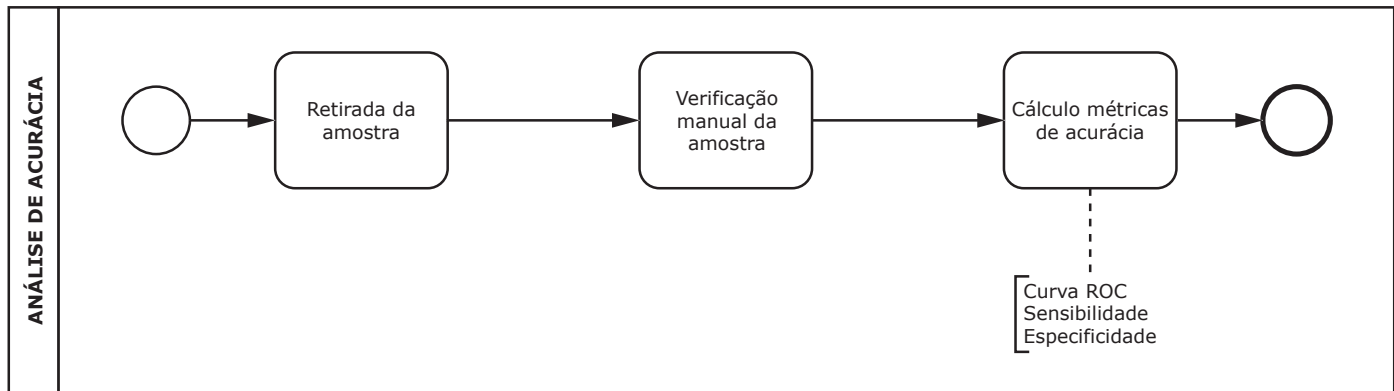 ANÁLISE DE ACURÁCIA
Retirada da
amostra
Verificação
manual da
amostra
Cálculo métricas
de acurácia
Curva ROC
Sensibilidade
Especificidade